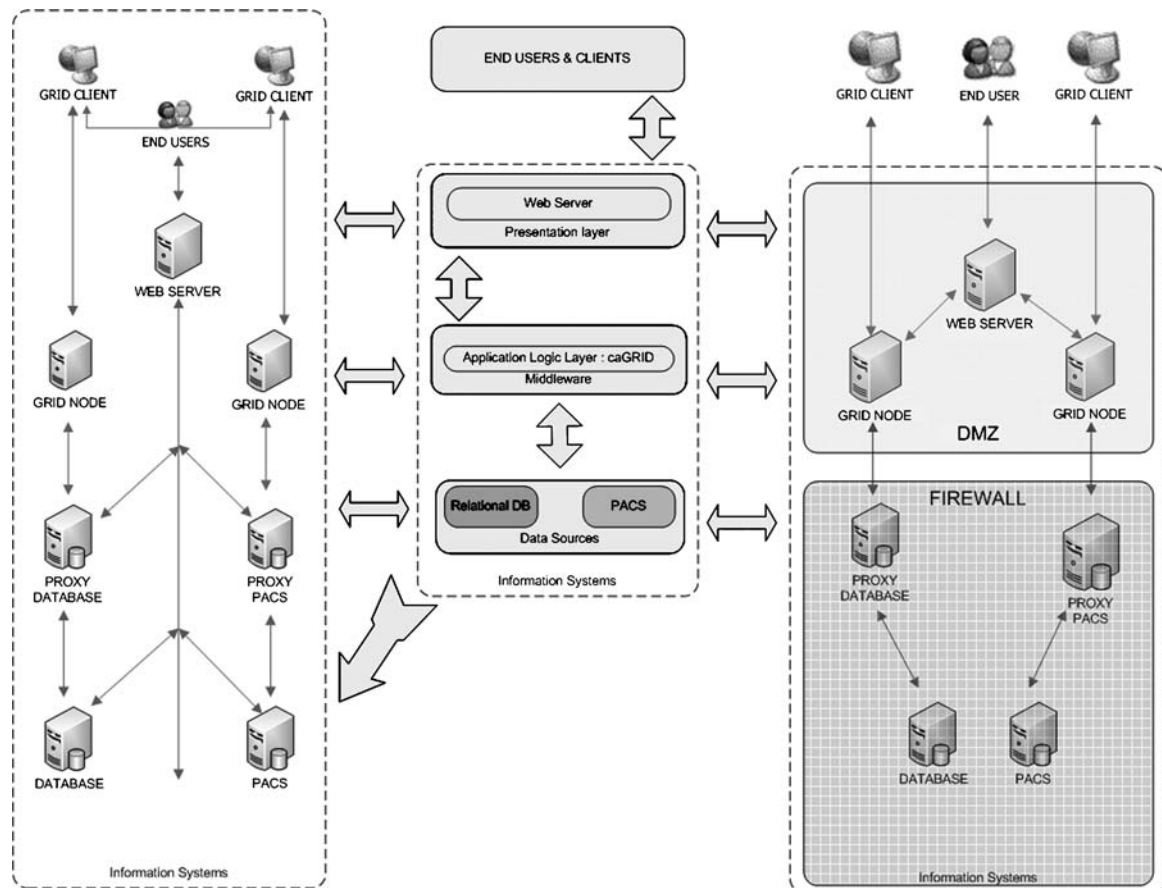 GRID CLIENT
GRID CLIENT
END USERS
WEB SERVER
GRID NODE
GRID NODE
PROXY
DATABASE
PROXY
PACS
DATABASE
PACS
Information Systems
END USERS & CLIENTS
Web Server
Presentation layer
Application Logic Layer : caGRID
Middleware
Relational DB
PACS
Data Sources
Information Systems
GRID CLIENT
END USER
GRID CLIENT
WEB SERVER
GRID NODE
GRID NODE
DMZ
FIREWALL
PROXY
DATABASE
PROXY
PACS
DATABASE
PACS
Information Systems